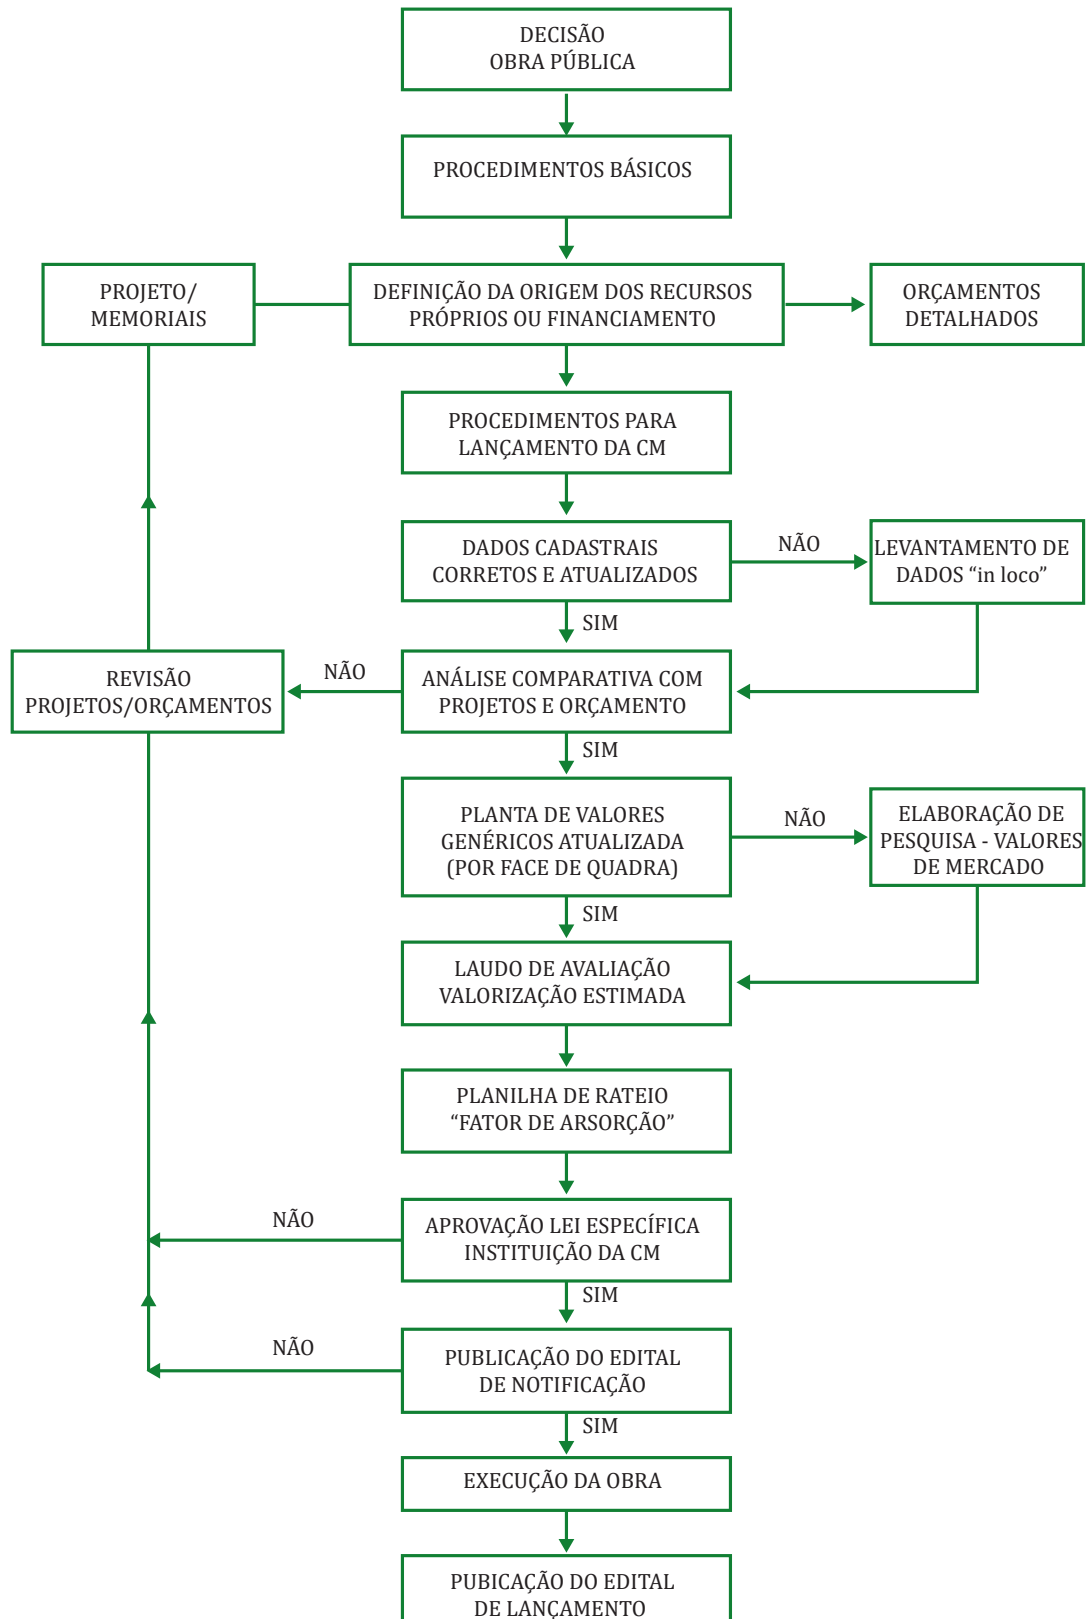 DECISÃO
OBRA PÚBLICA
PROCEDIMENTOS BÁSICOS
PROJETO/
MEMORIAIS
DEFINIÇÃO DA ORIGEM DOS RECURSOS
PRÓPRIOS OU FINANCIAMENTO
ORÇAMENTOS
DETALHADOS
PROCEDIMENTOS PARA
LANÇAMENTO DA CM
DADOS CADASTRAIS
CORRETOS E ATUALIZADOS
NÃO
LEVANTAMENTO DE
DADOS “in loco”
SIM
REVISÃO
PROJETOS/ORÇAMENTOS
NÃO
ANÁLISE COMPARATIVA COM
PROJETOS E ORÇAMENTO
SIM
PLANTA DE VALORES
GENÉRICOS ATUALIZADA
(POR FACE DE QUADRA)
NÃO
ELABORAÇÃO DE
PESQUISA - VALORES
DE MERCADO
SIM
LAUDO DE AVALIAÇÃO
VALORIZAÇÃO ESTIMADA
PLANILHA DE RATEIO
“FATOR DE ARSORÇÃO”
NÃO
APROVAÇÃO LEI ESPECÍFICA
INSTITUIÇÃO DA CM
SIM
NÃO
PUBLICAÇÃO DO EDITAL
DE NOTIFICAÇÃO
SIM
EXECUÇÃO DA OBRA
PUBICAÇÃO DO EDITAL
DE LANÇAMENTO